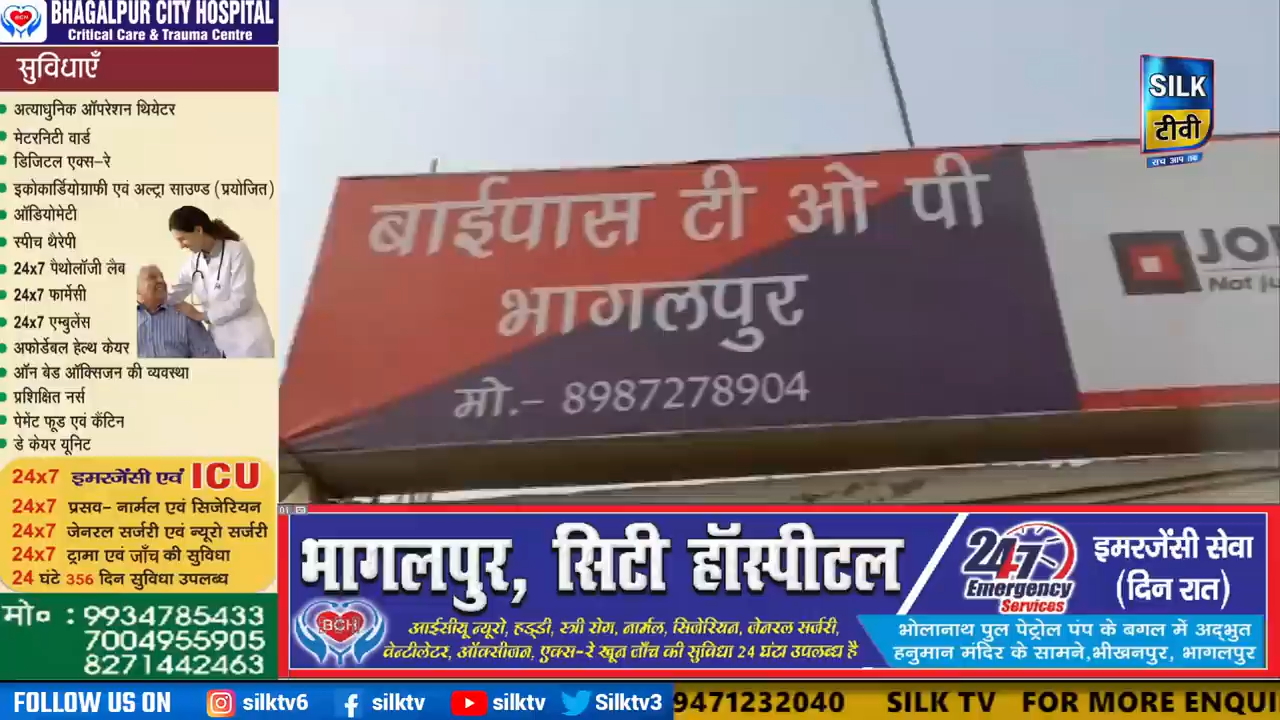 BHAGALPUR CITY HOSPITAL
Critical Care & Trauma Centre
सुविधाएँ
अत्याधुनिक ऑपरेशन थियेटर
मेटरनिटी वार्ड
डिजिटल एक्स-रे
इकोकार्डियोग्राफी एवं अल्ट्रा साउण्ड (प्रयोजित)
ऑडियोमेटी
स्पीच थैरेपी
24x7 पैथोलॉजी लैब
24x7 फार्मेसी
24x7 एम्बुलेंस
अफोर्डेबल हेल्थ केयर
ऑन बेड ऑक्सिजन की व्यवस्था
प्रशिक्षित नर्स
पेमेंट फूड एवं कैंटिन
डे केयर यूनिट
24x7 इमरजेंसी एवं ICU
24x7 प्रसव- नार्मल एवं सिजेरियन
24x7 जेनरल सर्जरी एवं न्यूरो सर्जरी
24x7 ट्रामा एवं जाँच की सुविधा
24 घंटे 356 दिन सुविधा उपलब्ध
मो० : 9934785433
7004955905
8271442463
SILK
टीवी
सच आप तक
बाईपास टी ओ पी
भागलपुर
मो.- 8987278904
भागलपुर, सिटी हॉस्पीटल
BCH
आईसीयू न्यूरो, हड्डी, स्त्री रोग, नार्मल, सिजेरियन, जेनरल सर्जरी,
वेन्टीलेटर, ऑक्सीजन, एक्स-रे खून जाँच की सुविधा 24 घंटा उपलब्ध है
24*7
Emergency
Services
इमरजेंसी सेवा
(दिन रात)
भोलानाथ पुल पेट्रोल पंप के बगल में अद्भुत
हनुमान मंदिर के सामने,भीखनपुर, भागलपुर
FOLLOW US ON silktv6 silktv silktv Silktv3 9471232040 SILK TV FOR MORE ENQUI